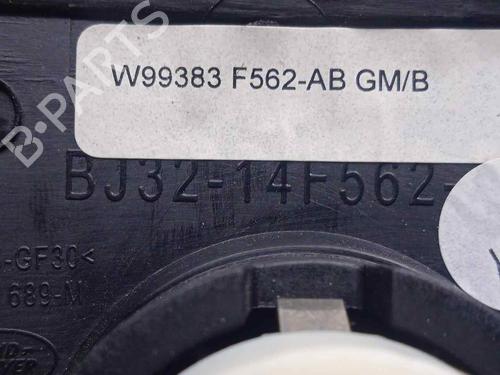 W99383 F562-AB GM/B
BJ32-14F562-
-GF30<
689-M
B-PARTS